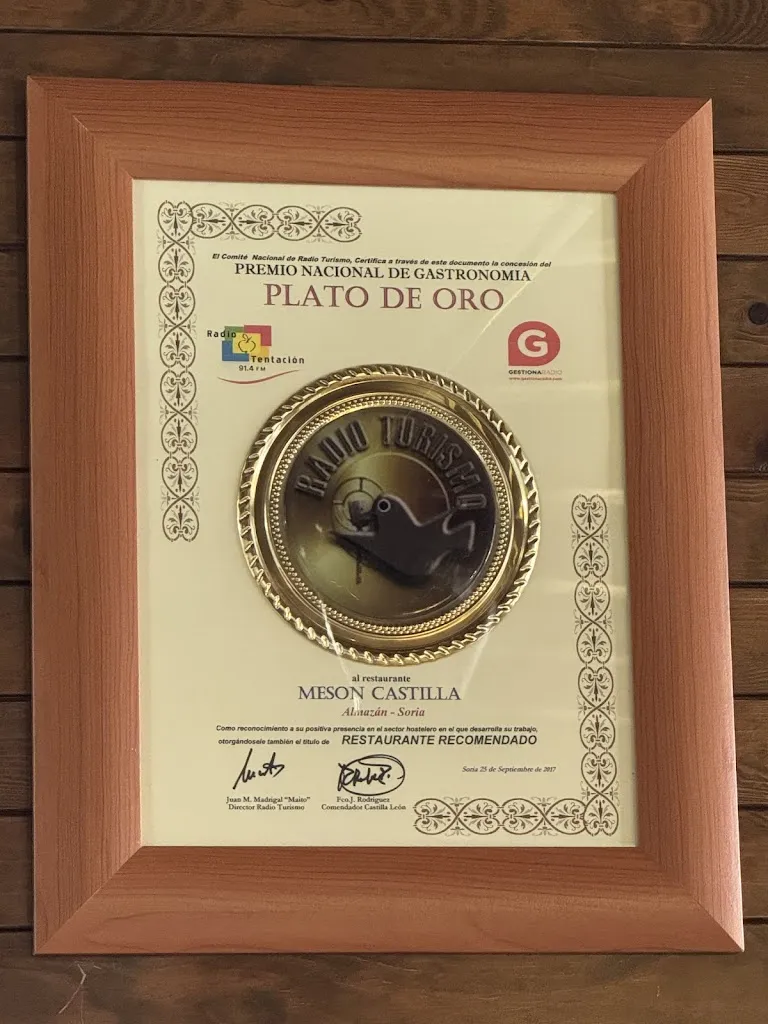 El Comité Nacional de Radio Turismo, Certifica a través de este documento la concesión del
PREMIO NACIONAL DE GASTRONOMIA
PLATO DE ORO
Radio
Tentación
91.4 FM
G
GESTIONARADIO
www.gestionaradio.com
RADIO TURISMO
al restaurante
MESON CASTILLA
Almazán - Soria
Como reconocimiento a su positiva presencia en el sector hostelero en el que desarrolla su trabajo,
otorgándosele también el título de RESTAURANTE RECOMENDADO
Soria 25 de Septiembre de 2017
Juan M. Madrigal "Maito"
Director Radio Turismo
Fco.J. Rodríguez
Comendador Castilla León